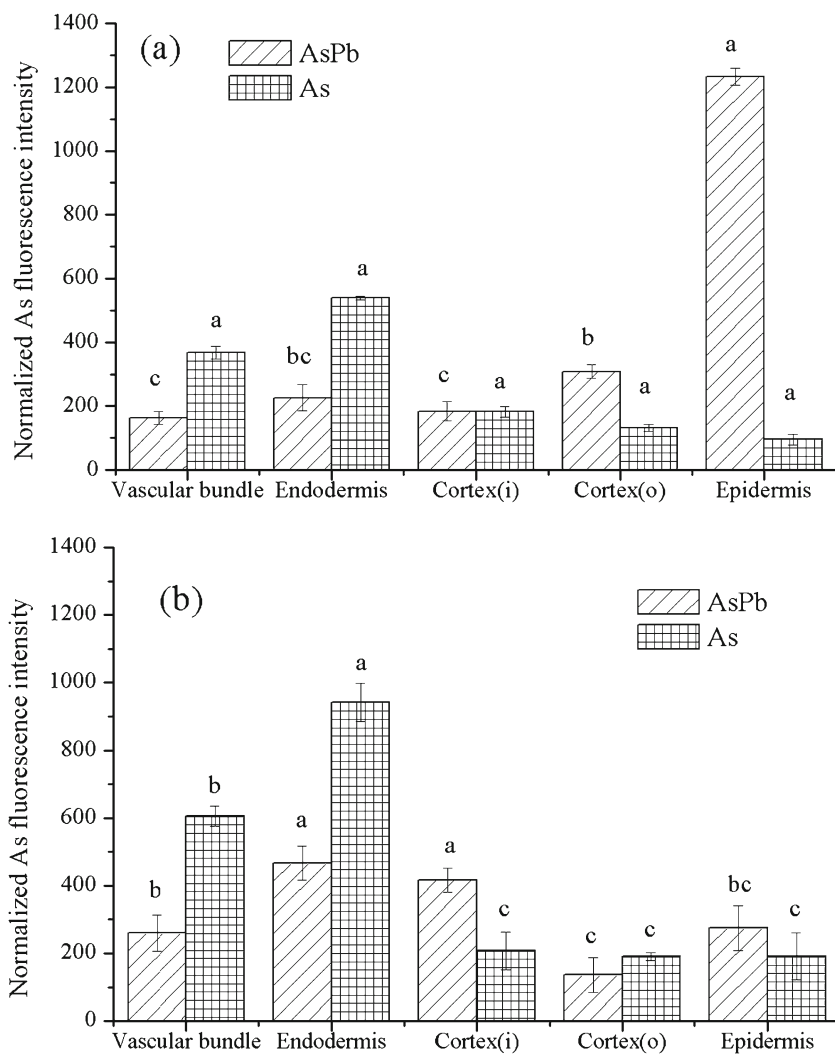 Normalized As fluorescence intensity
(a)
AsPb
As
1400
1200
1000
800
600
400
200
0
c
a
bc
a
c
a
b
a
a
a
Vascular bundle
Endodermis
Cortex(i)
Cortex(o)
Epidermis
Normalized As fluorescence intensity
(b)
AsPb
As
1400
1200
1000
800
600
400
200
0
b
b
a
a
a
c
c
c
bc
c
Vascular bundle
Endodermis
Cortex(i)
Cortex(o)
Epidermis